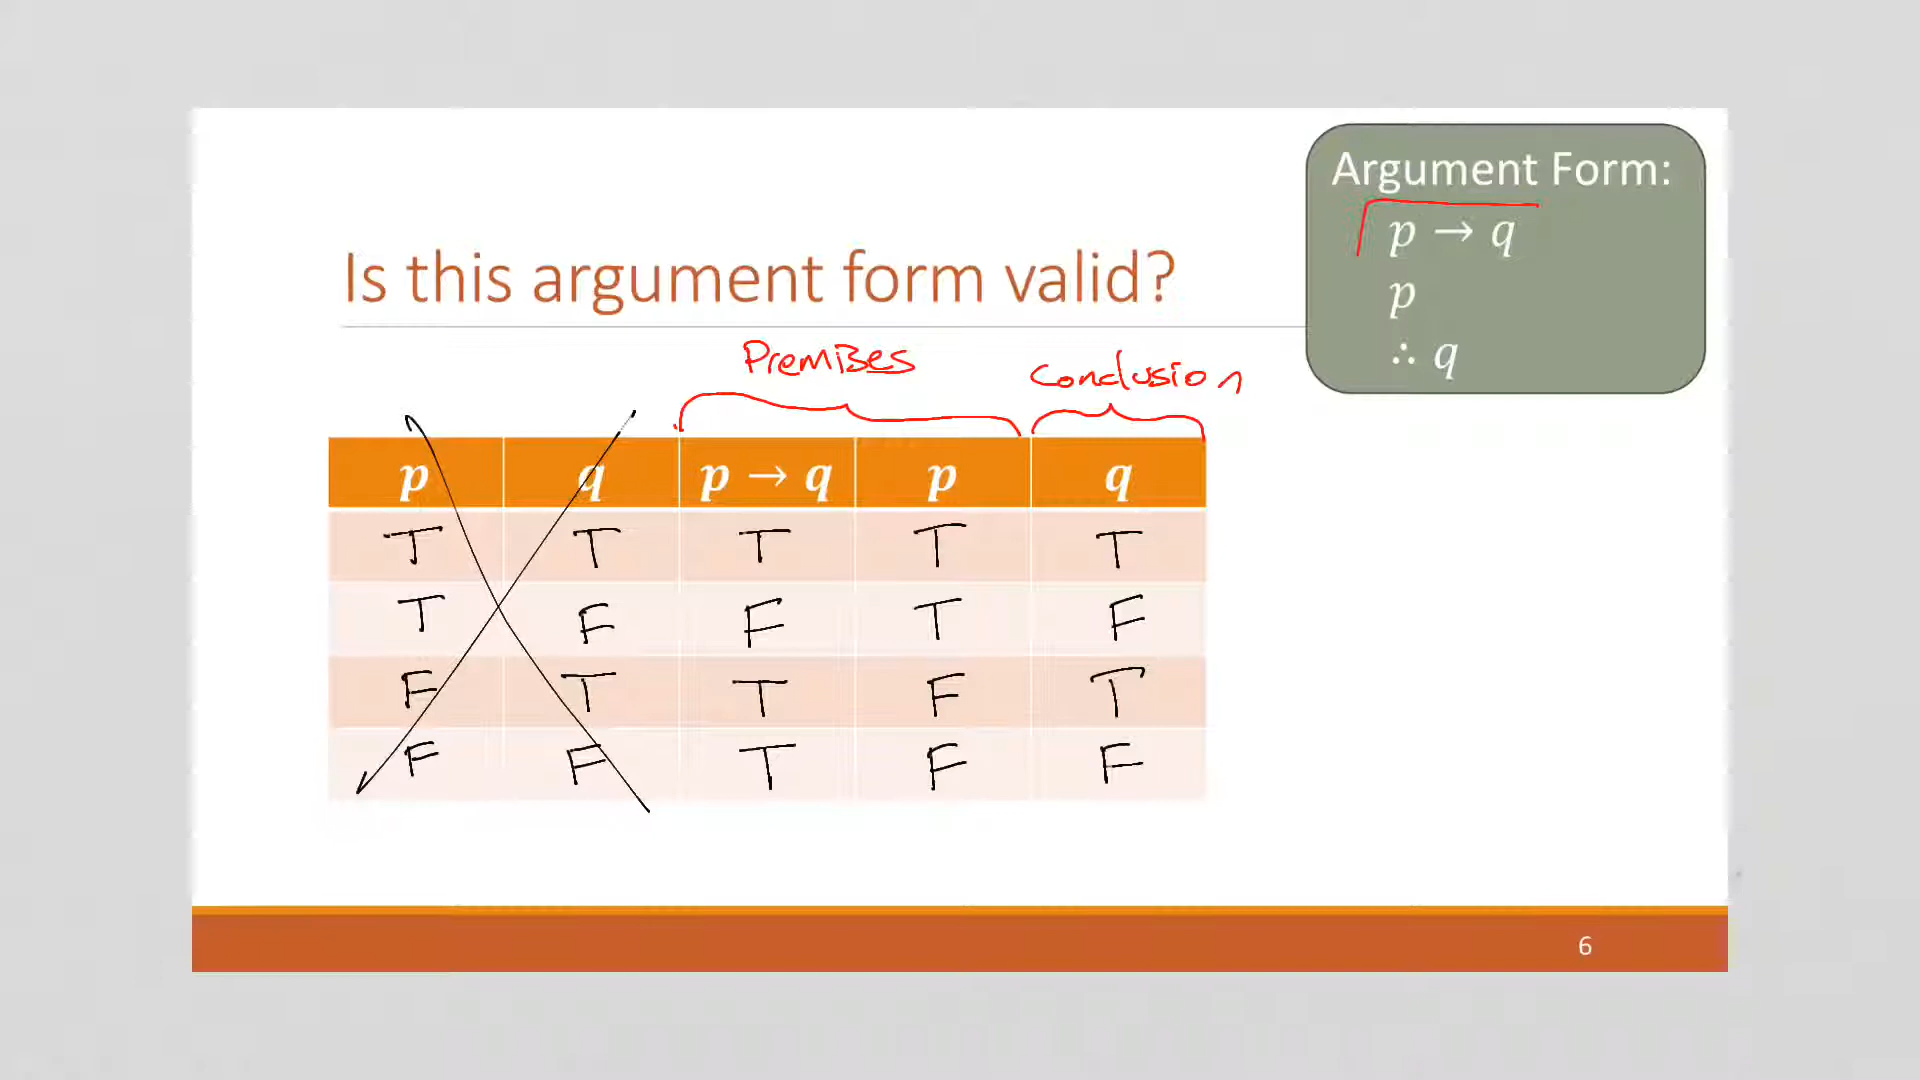 Argument Form:
p → q
p
∴ q
Is this argument form valid?
Premises
Conclusion
p q p → q p q
T T T T T
T F F T F
F T T F T
F F T F F
6